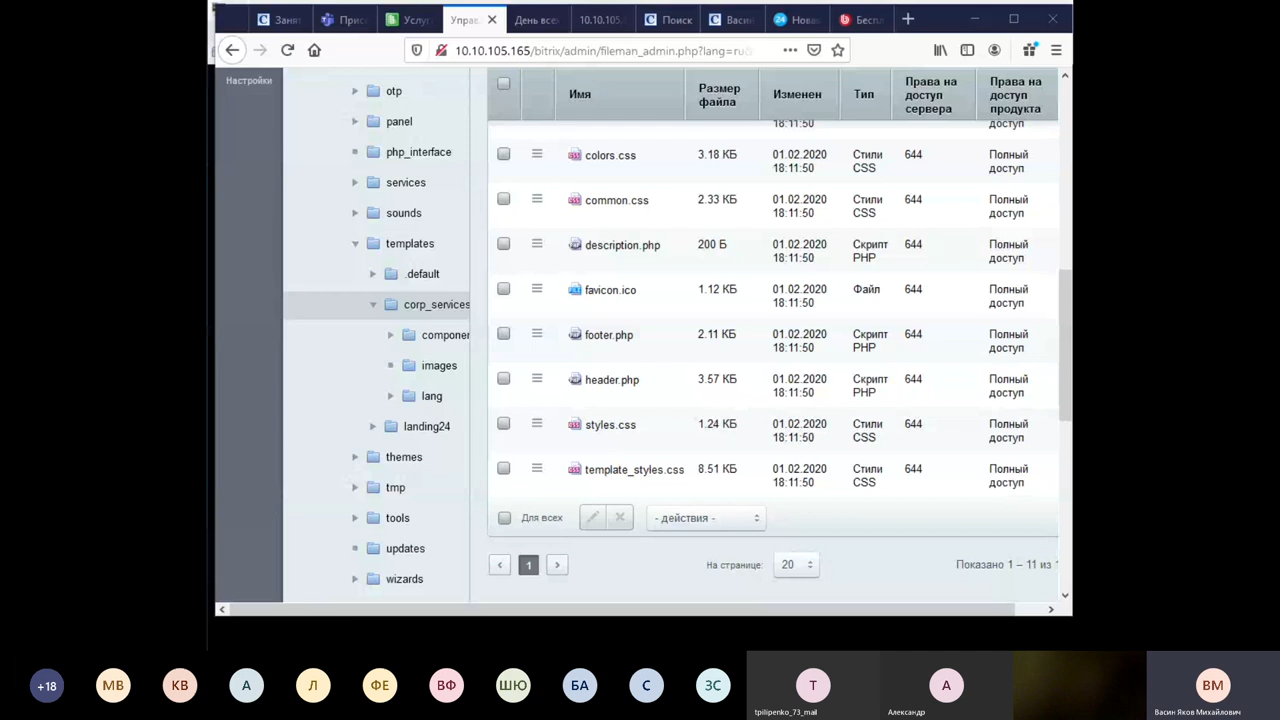 Занят
Прис
Услуг
Управ
День всех
10.10.105.
Поиск
Васин
Новая
Беспл
10.10.105.165/bitrix/admin/fileman_admin.php?lang=ru&
Настройки
otp
panel
php_interface
services
sounds
templates
.default
corp_services
componen
images
lang
landing24
themes
tmp
tools
updates
wizards
Имя
Размер файла
Изменен
Тип
Права на доступ сервера
Права на доступ продукта
18:11:50 доступ
colors.css 3.18 КБ 01.02.2020 18:11:50 Стили CSS 644 Полный доступ
common.css 2.33 КБ 01.02.2020 18:11:50 Стили CSS 644 Полный доступ
description.php 200 Б 01.02.2020 18:11:50 Скрипт PHP 644 Полный доступ
favicon.ico 1.12 КБ 01.02.2020 18:11:50 Файл 644 Полный доступ
footer.php 2.11 КБ 01.02.2020 18:11:50 Скрипт PHP 644 Полный доступ
header.php 3.57 КБ 01.02.2020 18:11:50 Скрипт PHP 644 Полный доступ
styles.css 1.24 КБ 01.02.2020 18:11:50 Стили CSS 644 Полный доступ
template_styles.css 8.51 КБ 01.02.2020 18:11:50 Стили CSS 644 Полный доступ
Для всех
- действия -
1
На странице: 20
Показано 1 – 11 из 1
+18
МВ
КВ
А
Л
ФЕ
ВФ
ШЮ
БА
С
ЗС
Т
tpilipenko_73_mail
А
Александр
ВМ
Васин Яков Михайлович